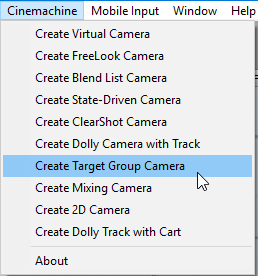 Cinemachine Mobile Input Window Help
Create Virtual Camera
Create FreeLook Camera
Create Blend List Camera
Create State-Driven Camera
Create ClearShot Camera
Create Dolly Camera with Track
Create Target Group Camera
Create Mixing Camera
Create 2D Camera
Create Dolly Track with Cart
About